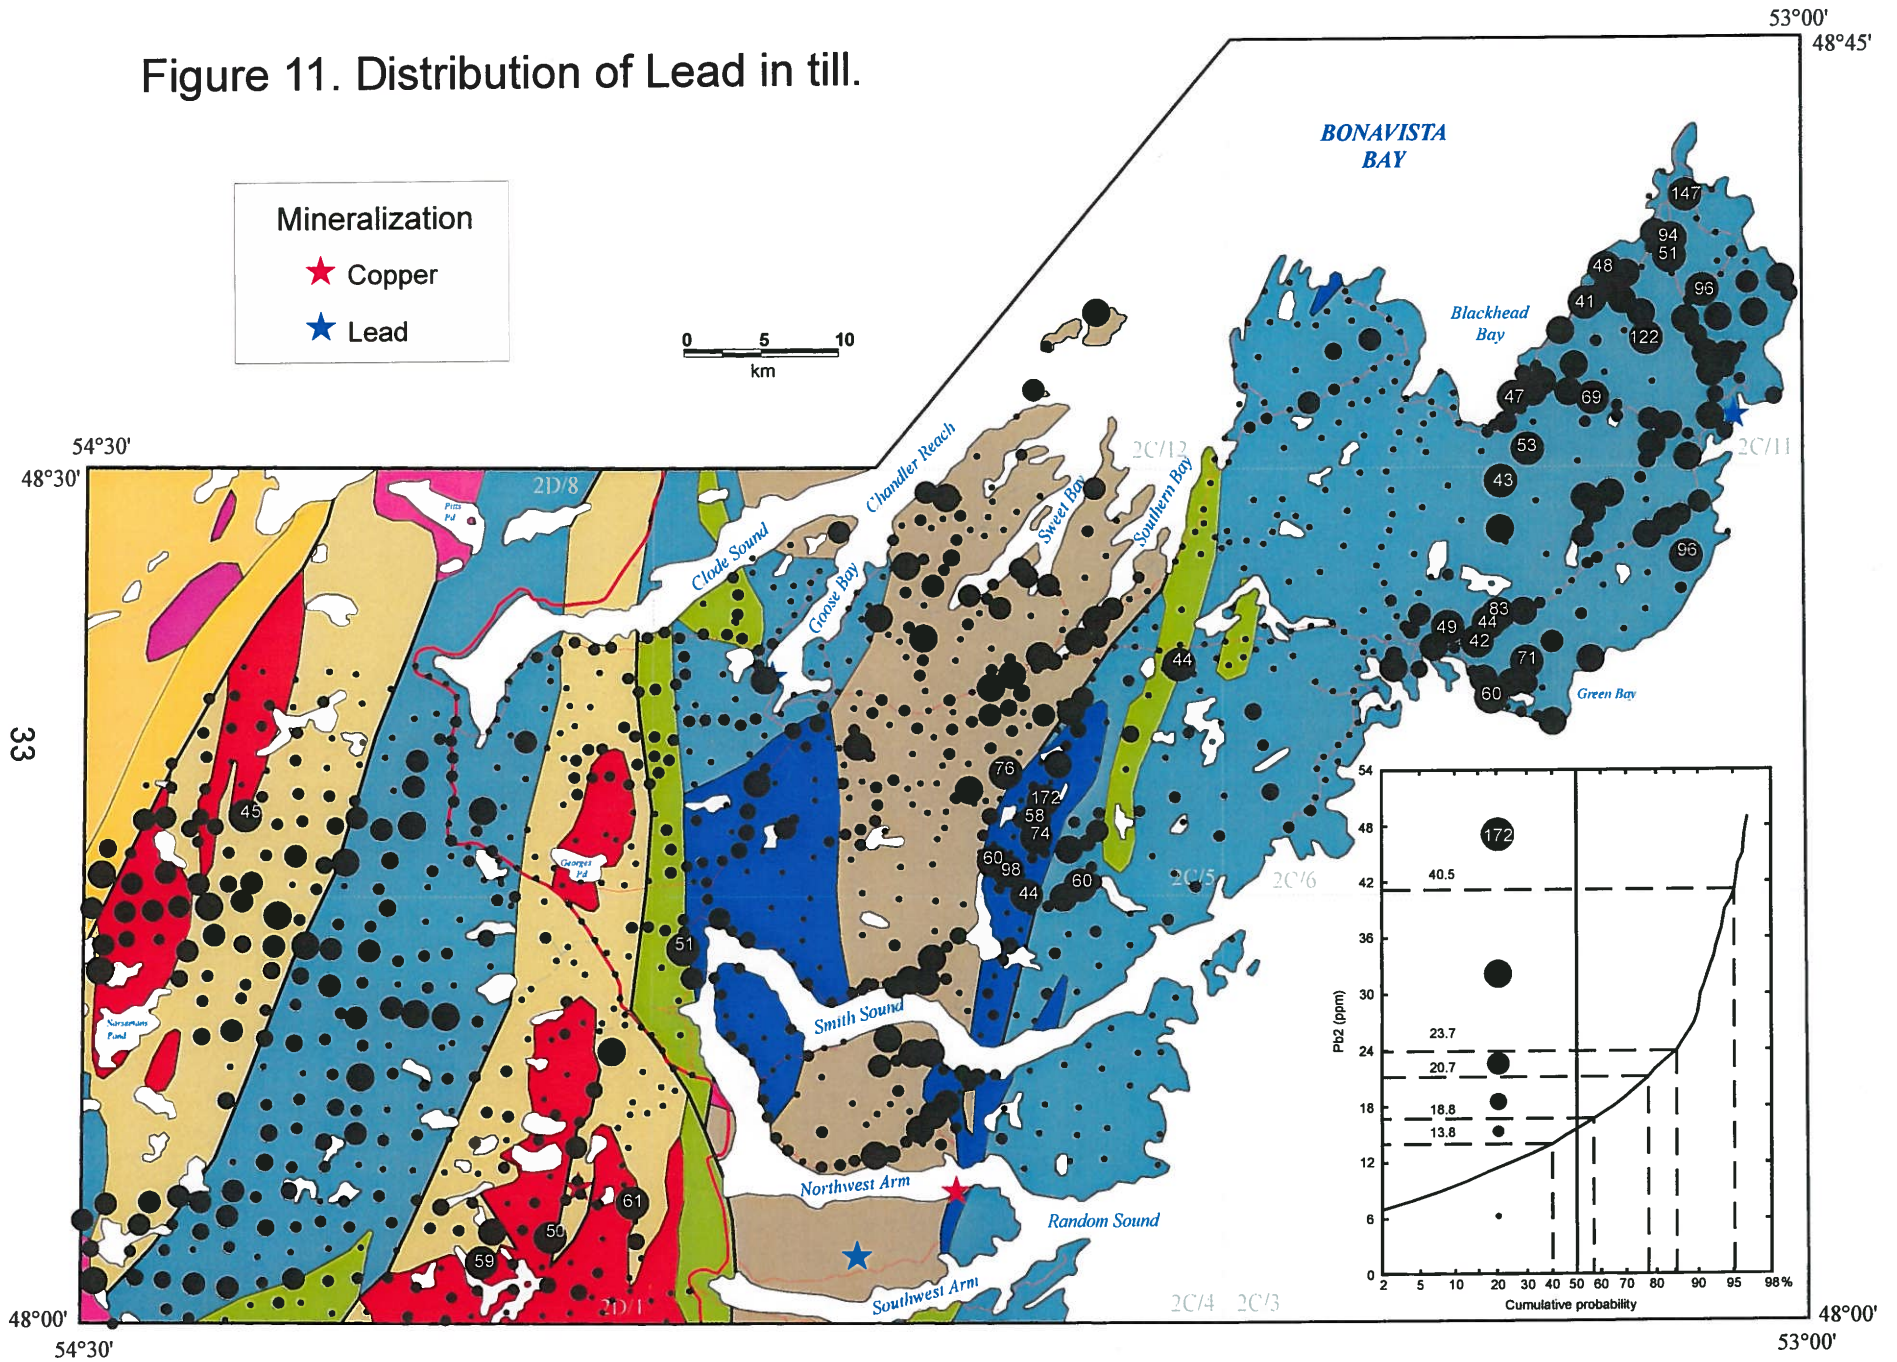 53°00'
48°45'
Figure 11. Distribution of Lead in till.
BONAVISTA
BAY
Mineralization
Copper
Lead
0 5 10
km
Blackhead
Bay
147
94
51
48
96
41
122
47
69
53
43
96
54°30'
48°30'
2D/8
2C/12
2C/11
Pitts
Pd
Chandler Reach
Sweet Bay
Southern Bay
Clode Sound
Goose Bay
83
44
49
42
71
60
Green Bay
44
33
45
76
172
58
74
60
98
44
60
Georges
Pd
2C/5
2C/6
51
Smith Sound
Pond
Northwest Arm
Random Sound
61
50
59
Southwest Arm
2D/1
2C/4
2C/3
54
48
42
36
30
24
18
12
6
0
Pb2 (ppm)
172
40.5
23.7
20.7
18.8
13.8
2 5 10 20 30 40 50 60 70 80 90 95 98%
Cumulative probability
48°00'
54°30'
48°00'
53°00'